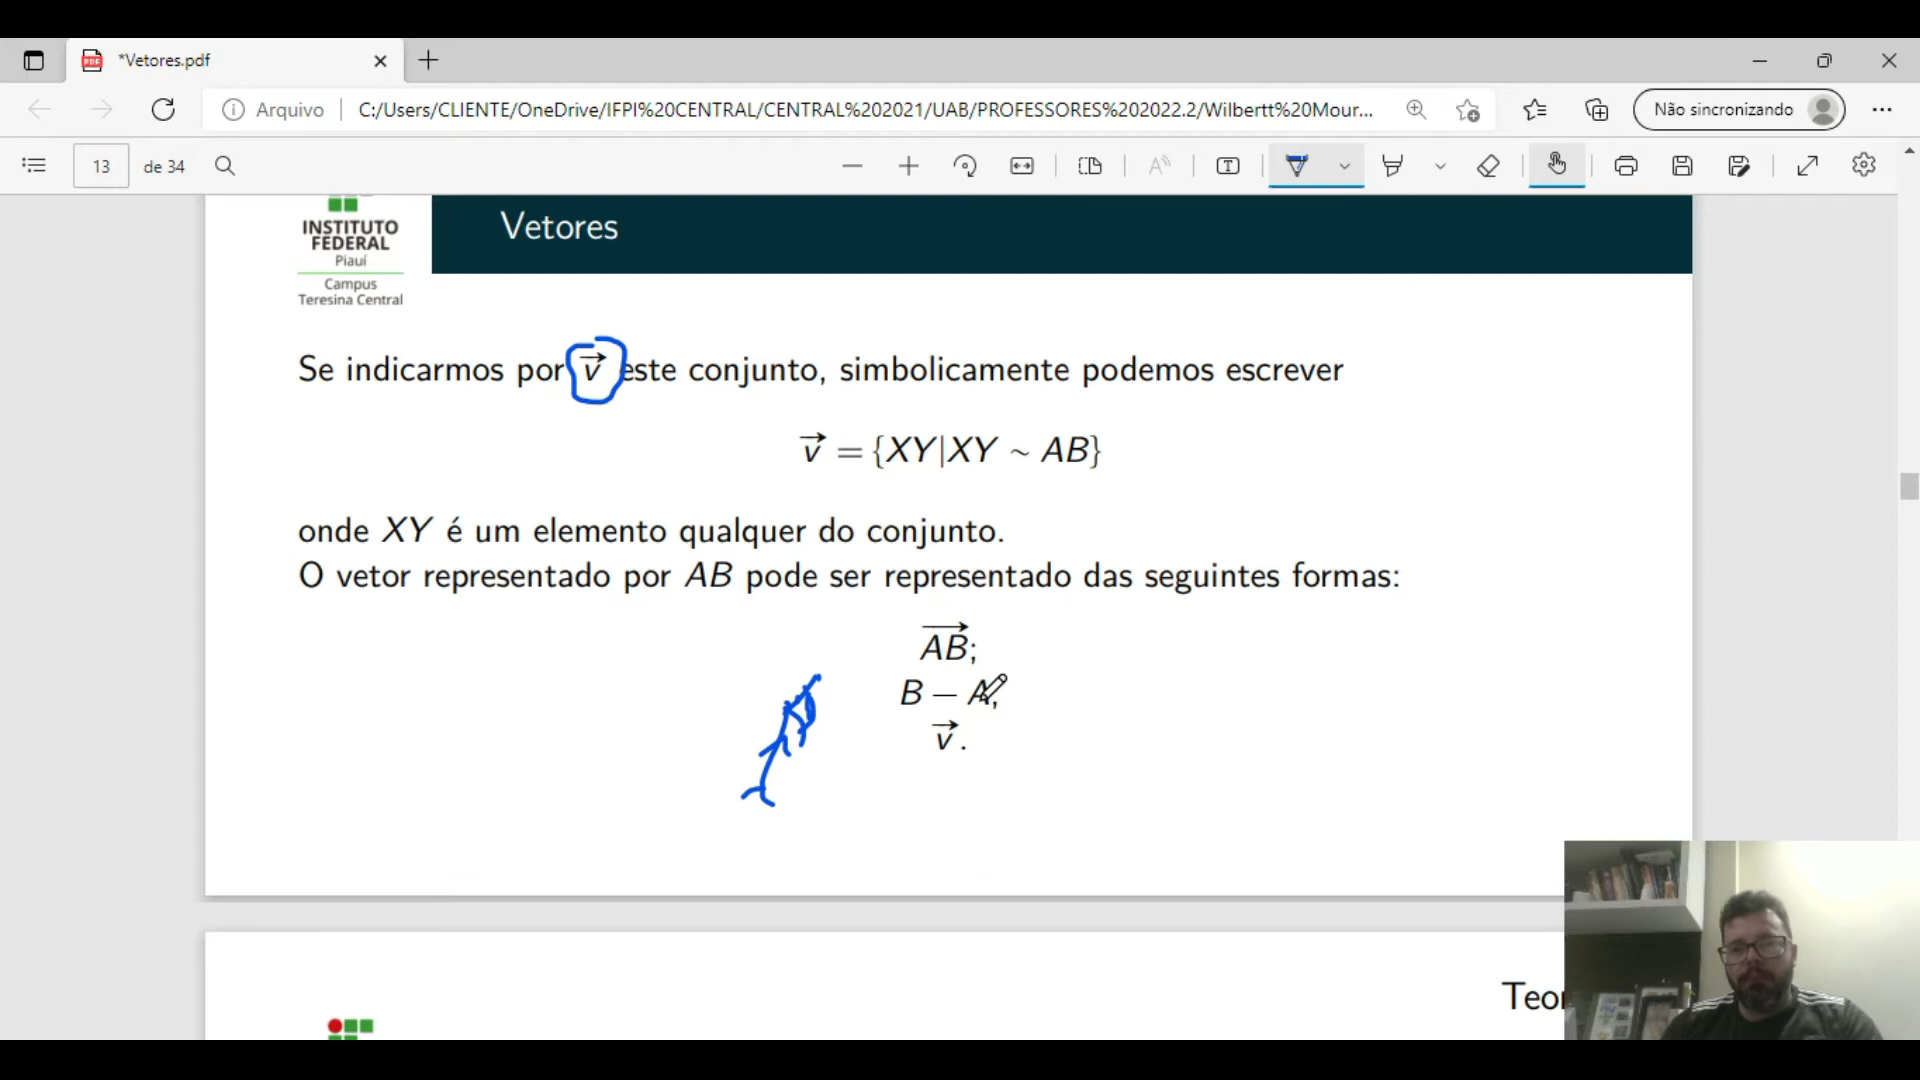 *Vetores.pdf
Arquivo
C:/Users/CLIENTE/OneDrive/IFPI%20CENTRAL/CENTRAL%202021/UAB/PROFESSORES%202022.2/Wilbertt%20Mour...
Não sincronizando
13 de 34
INSTITUTO
FEDERAL
Piauí
Campus
Teresina Central
Vetores
Se indicarmos por v⃗ este conjunto, simbolicamente podemos escrever
v⃗ = {XY|XY ~ AB}
onde XY é um elemento qualquer do conjunto.
O vetor representado por AB pode ser representado das seguintes formas:
A⃗B⃗;
B − A;
v⃗.